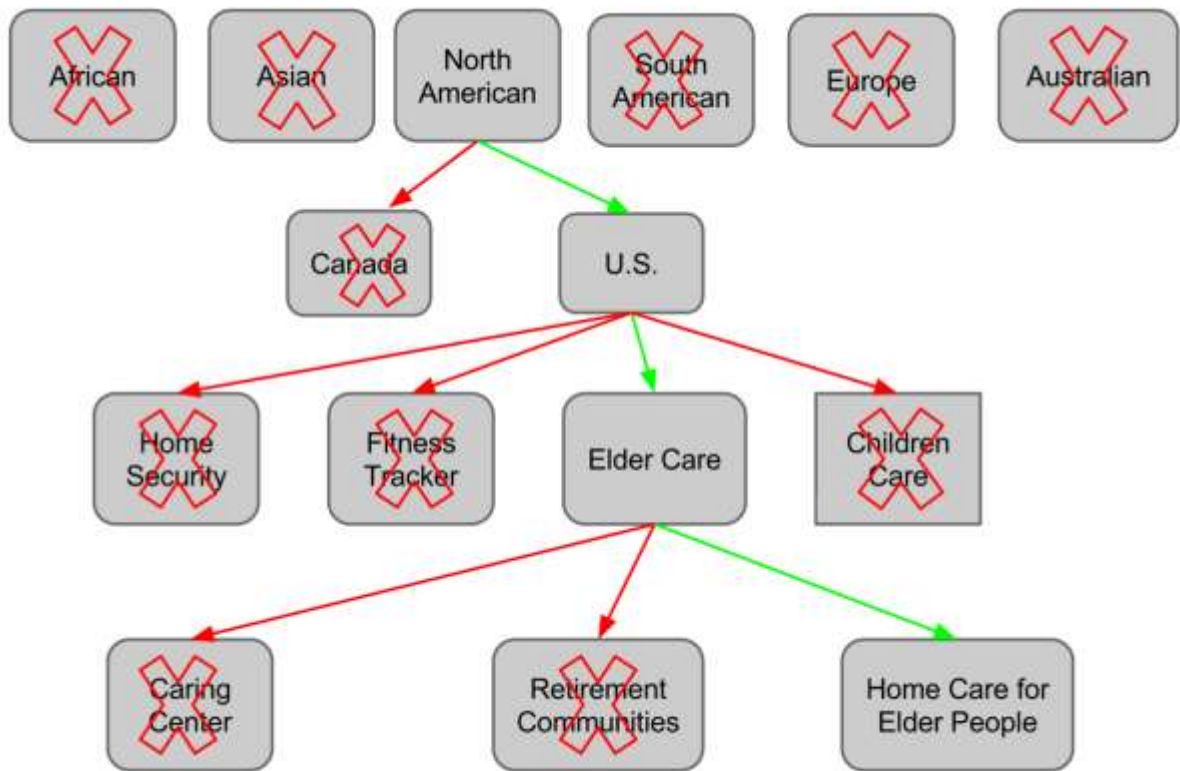 African
Asian
North
American
South
American
Europe
Australian
Canada
U.S.
Home
Security
Fitness
Tracker
Elder Care
Children
Care
Caring
Center
Retirement
Communities
Home Care for
Elder People